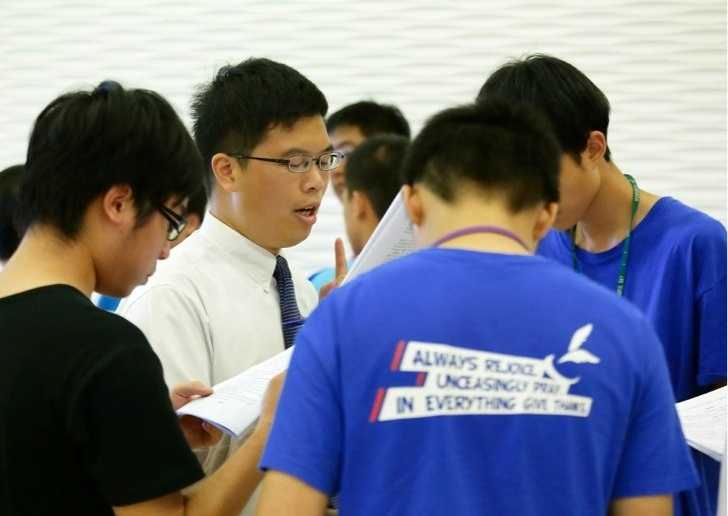 ALWAYS REJOICE
UNCEASINGLY PRAY
IN EVERYTHING GIVE THANKS